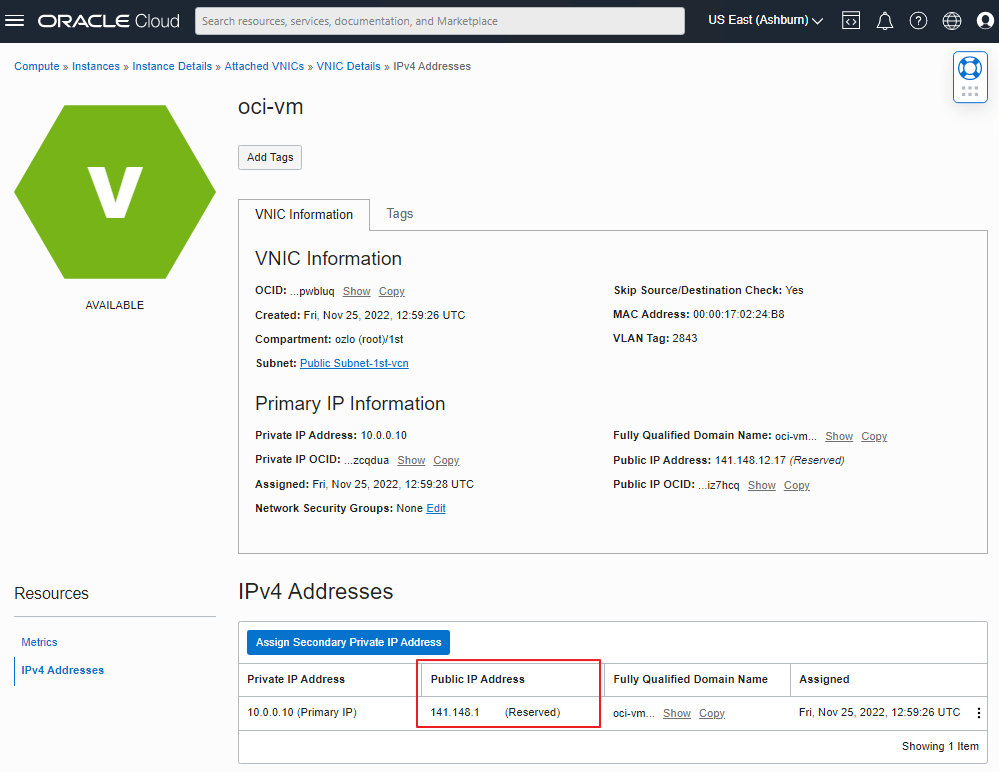 ORACLE Cloud
Search resources, services, documentation, and Marketplace
US East (Ashburn)
Compute » Instances » Instance Details » Attached VNICs » VNIC Details » IPv4 Addresses
V
AVAILABLE
oci-vm
Add Tags
VNIC Information Tags
VNIC Information
OCID: ...pwbluq Show Copy
Created: Fri, Nov 25, 2022, 12:59:26 UTC
Compartment: ozlo (root)/1st
Subnet: Public Subnet-1st-vcn
Skip Source/Destination Check: Yes
MAC Address: 00:00:17:02:24:B8
VLAN Tag: 2843
Primary IP Information
Private IP Address: 10.0.0.10
Private IP OCID: ...zcqdua Show Copy
Assigned: Fri, Nov 25, 2022, 12:59:28 UTC
Network Security Groups: None Edit
Fully Qualified Domain Name: oci-vm... Show Copy
Public IP Address: 141.148.12.17 (Reserved)
Public IP OCID: ...iz7hcq Show Copy
Resources
Metrics
IPv4 Addresses
IPv4 Addresses
Assign Secondary Private IP Address
Private IP Address Public IP Address Fully Qualified Domain Name Assigned
10.0.0.10 (Primary IP) 141.148.1 (Reserved) oci-vm... Show Copy Fri, Nov 25, 2022, 12:59:26 UTC
Showing 1 Item